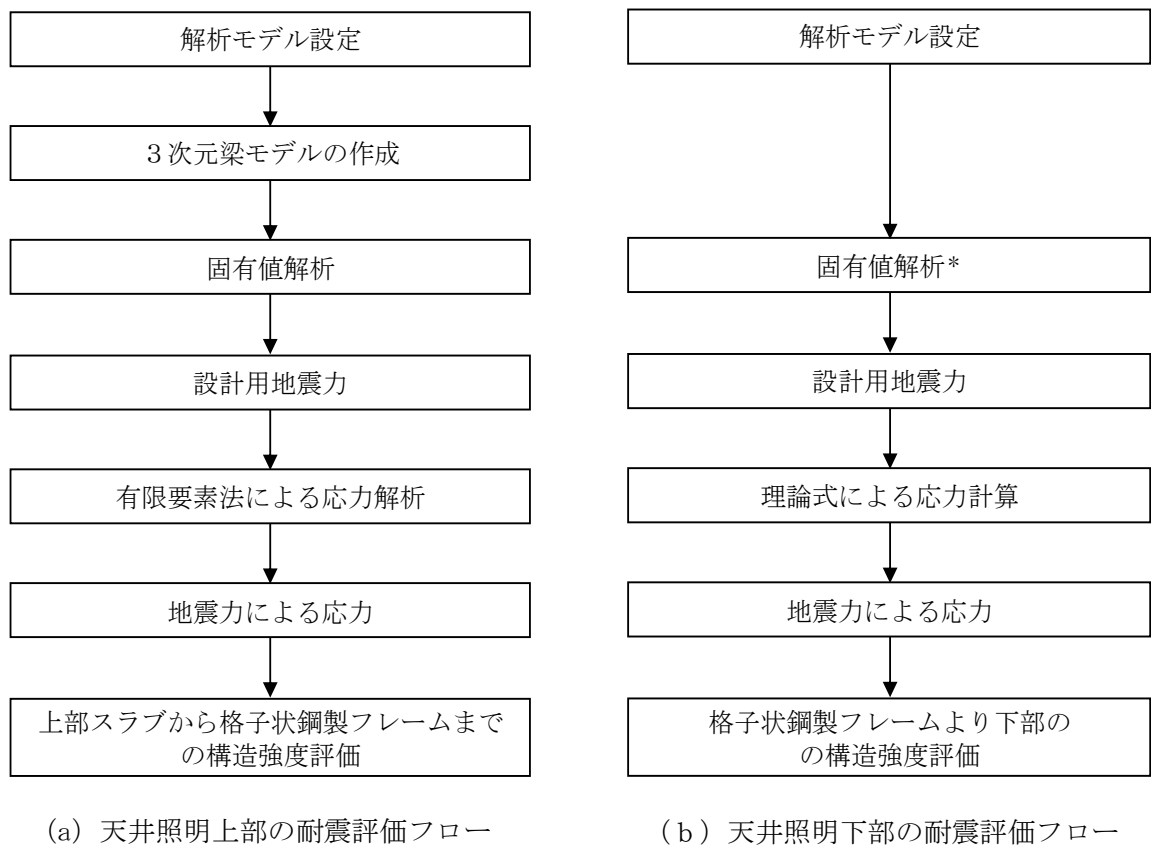 解析モデル設定
３次元梁モデルの作成
固有値解析
設計用地震力
有限要素法による応力解析
地震力による応力
上部スラブから格子状鋼製フレームまで
の構造強度評価
(a) 天井照明上部の耐震評価フロー
解析モデル設定
固有値解析*
設計用地震力
理論式による応力計算
地震力による応力
格子状鋼製フレームより下部の
の構造強度評価
(ｂ) 天井照明下部の耐震評価フロー